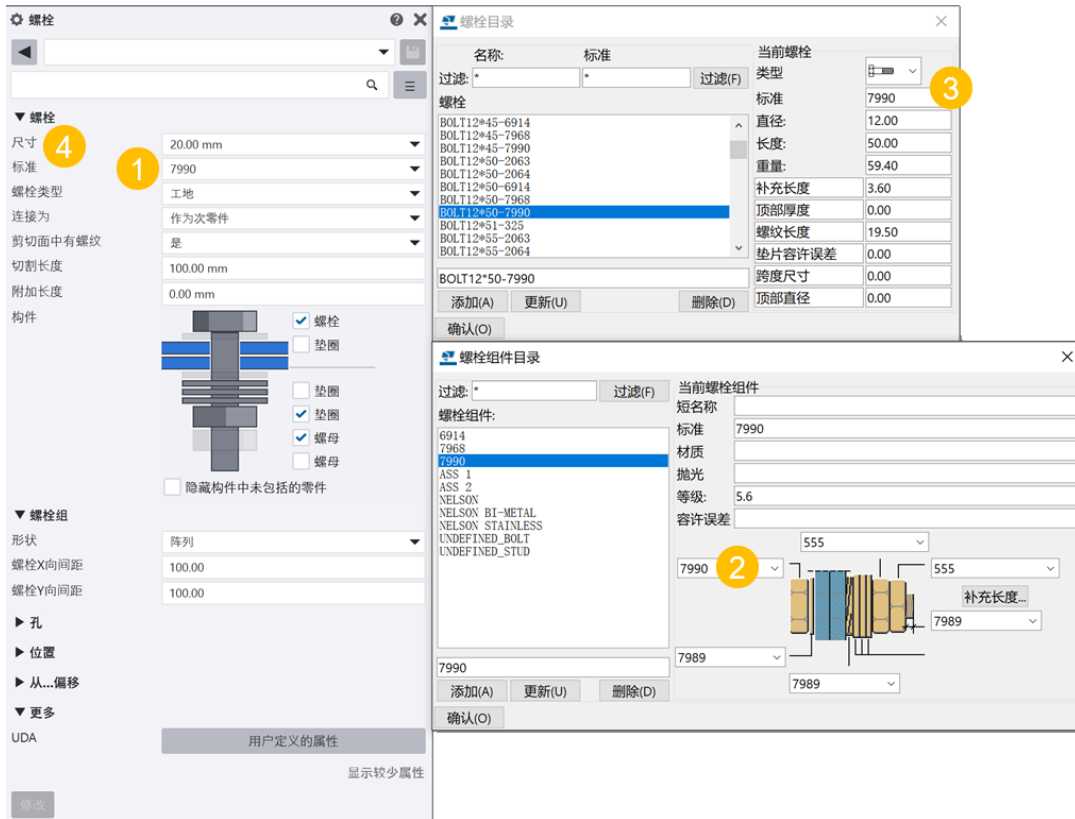 螺栓
▼ 螺栓
尺寸 4 20.00 mm
标准 1 7990
螺栓类型 工地
连接为 作为次零件
剪切面中有螺纹 是
切割长度 100.00 mm
附加长度 0.00 mm
构件
螺栓
垫圈
垫圈
垫圈
螺母
螺母
隐藏构件中未包括的零件
▼ 螺栓组
形状 阵列
螺栓X向间距 100.00
螺栓Y向间距 100.00
▶ 孔
▶ 位置
▶ 从...偏移
▼ 更多
UDA 用户定义的属性
显示较少属性
修改
螺栓目录
名称: 标准
过滤: * * 过滤(F)
螺栓
BOLT12*45-6914
BOLT12*45-7968
BOLT12*45-7990
BOLT12*50-2063
BOLT12*50-2064
BOLT12*50-6914
BOLT12*50-7968
BOLT12*50-7990
BOLT12*51-325
BOLT12*55-2063
BOLT12*55-2064
BOLT12*50-7990
添加(A) 更新(U) 删除(D)
确认(O)
当前螺栓
类型
3
标准 7990
直径: 12.00
长度: 50.00
重量: 59.40
补充长度 3.60
顶部厚度 0.00
螺纹长度 19.50
垫片容许误差 0.00
跨度尺寸 0.00
顶部直径 0.00
螺栓组件目录
过滤: * 过滤(F)
螺栓组件:
6914
7968
7990
ASS 1
ASS 2
NELSON
NELSON BI-METAL
NELSON STAINLESS
UNDEFINED_BOLT
UNDEFINED_STUD
7990
添加(A) 更新(U) 删除(D)
确认(O)
当前螺栓组件
短名称
标准 7990
材质
抛光
等级: 5.6
容许误差
555
7990 2 555
补充长度...
7989
7989
7989